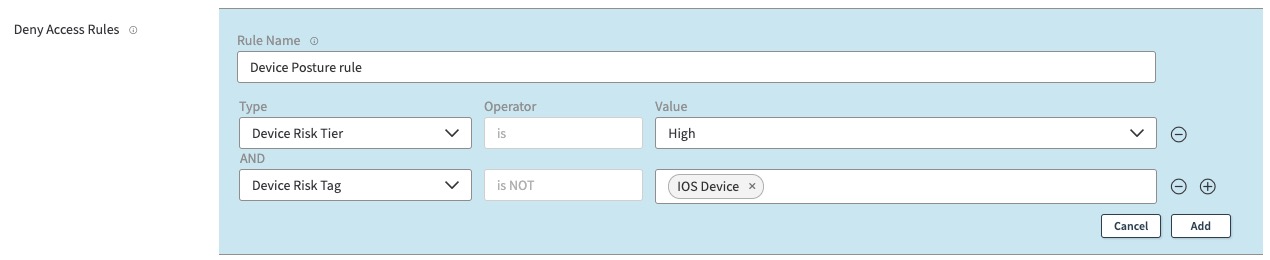 Deny Access Rules
Rule Name
Device Posture rule
Type Operator Value
Device Risk Tier is High
AND
Device Risk Tag is NOT IOS Device ×
Cancel Add